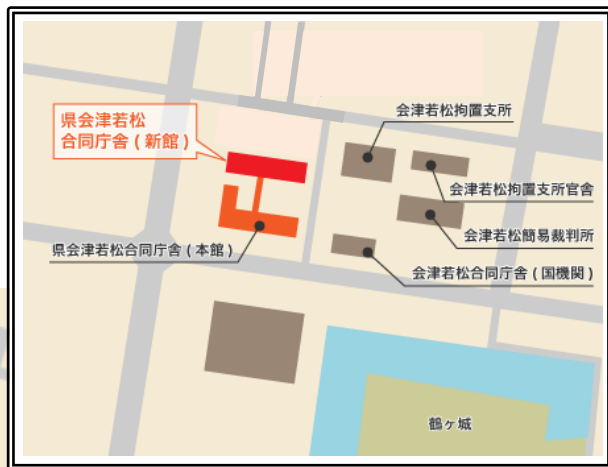 会津若松拘置支所
県会津若松
合同庁舎 ( 新館 )
会津若松拘置支所官舎
会津若松簡易裁判所
県会津若松合同庁舎 ( 本館 )
会津若松合同庁舎 ( 国機関 )
鶴ヶ城